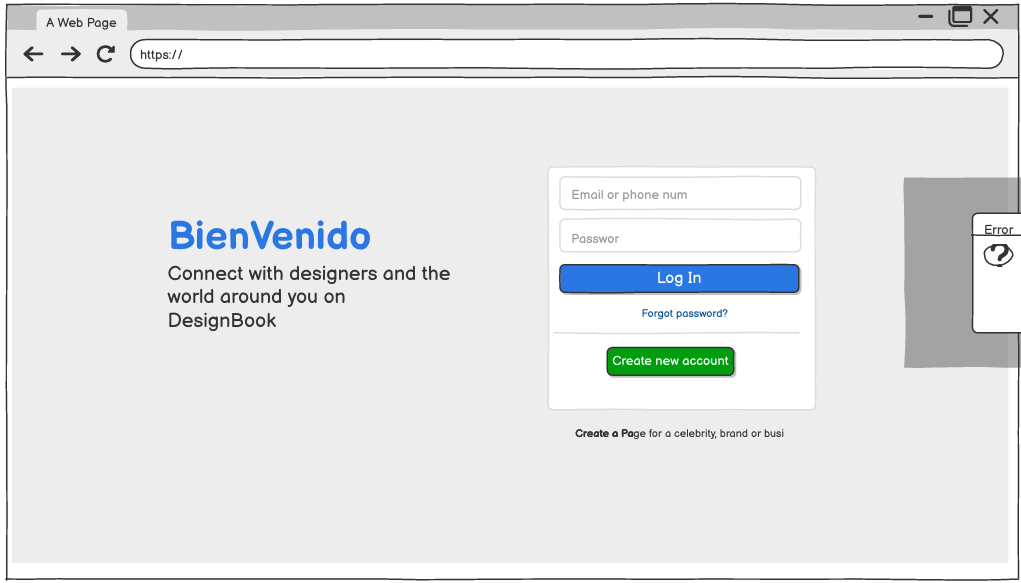 A Web Page
https://
BienVenido
Connect with designers and the
world around you on
DesignBook
Email or phone num
Passwor
Log In
Forgot password?
Create new account
Create a Page for a celebrity, brand or busi
Error
?